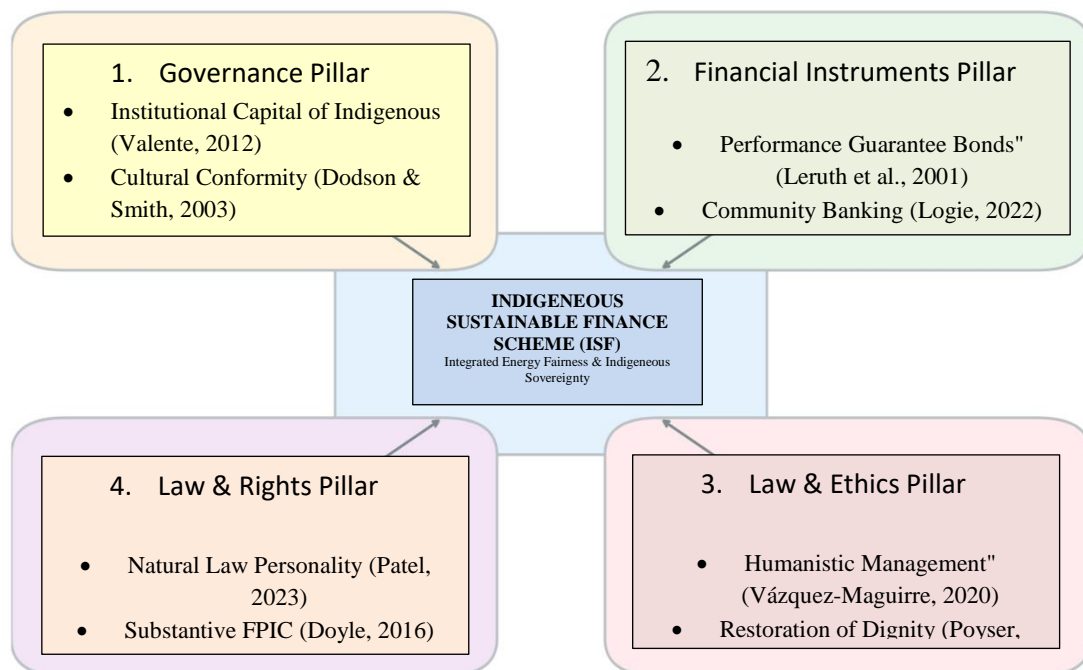 1. Governance Pillar
• Institutional Capital of Indigenous
(Valente, 2012)
• Cultural Conformity (Dodson &
Smith, 2003)
2. Financial Instruments Pillar
• Performance Guarantee Bonds"
(Leruth et al., 2001)
• Community Banking (Logie, 2022)
INDIGENEOUS
SUSTAINABLE FINANCE
SCHEME (ISF)
Integrated Energy Fairness & Indigeneous
Sovereignty
4. Law & Rights Pillar
• Natural Law Personality (Patel,
2023)
• Substantive FPIC (Doyle, 2016)
3. Law & Ethics Pillar
• Humanistic Management"
(Vázquez-Maguirre, 2020)
• Restoration of Dignity (Poyser,